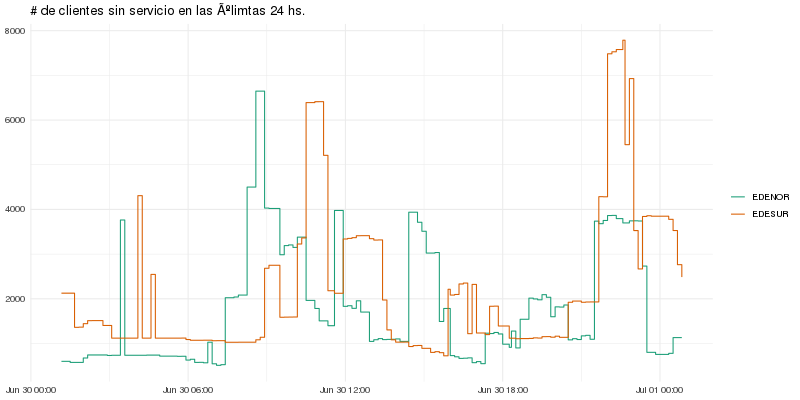 # de clientes sin servicio en las Ãºlimtas 24 hs.
8000
6000
4000
2000
Jun 30 00:00
Jun 30 06:00
Jun 30 12:00
Jun 30 18:00
Jul 01 00:00
EDENOR
EDESUR